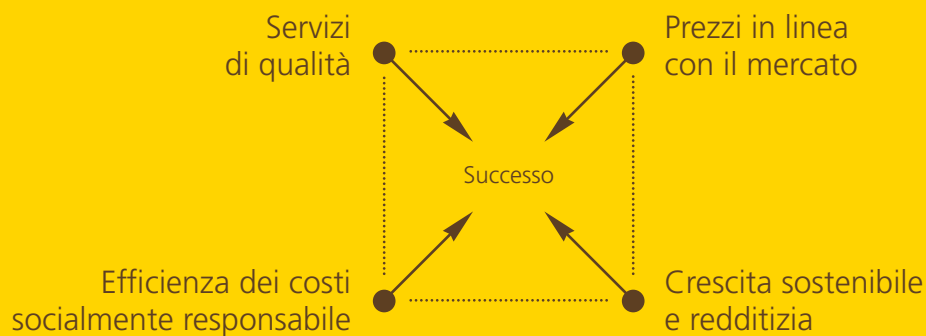 Servizi
di qualità
Prezzi in linea
con il mercato
Successo
Efficienza dei costi
socialmente responsabile
Crescita sostenibile
e redditizia